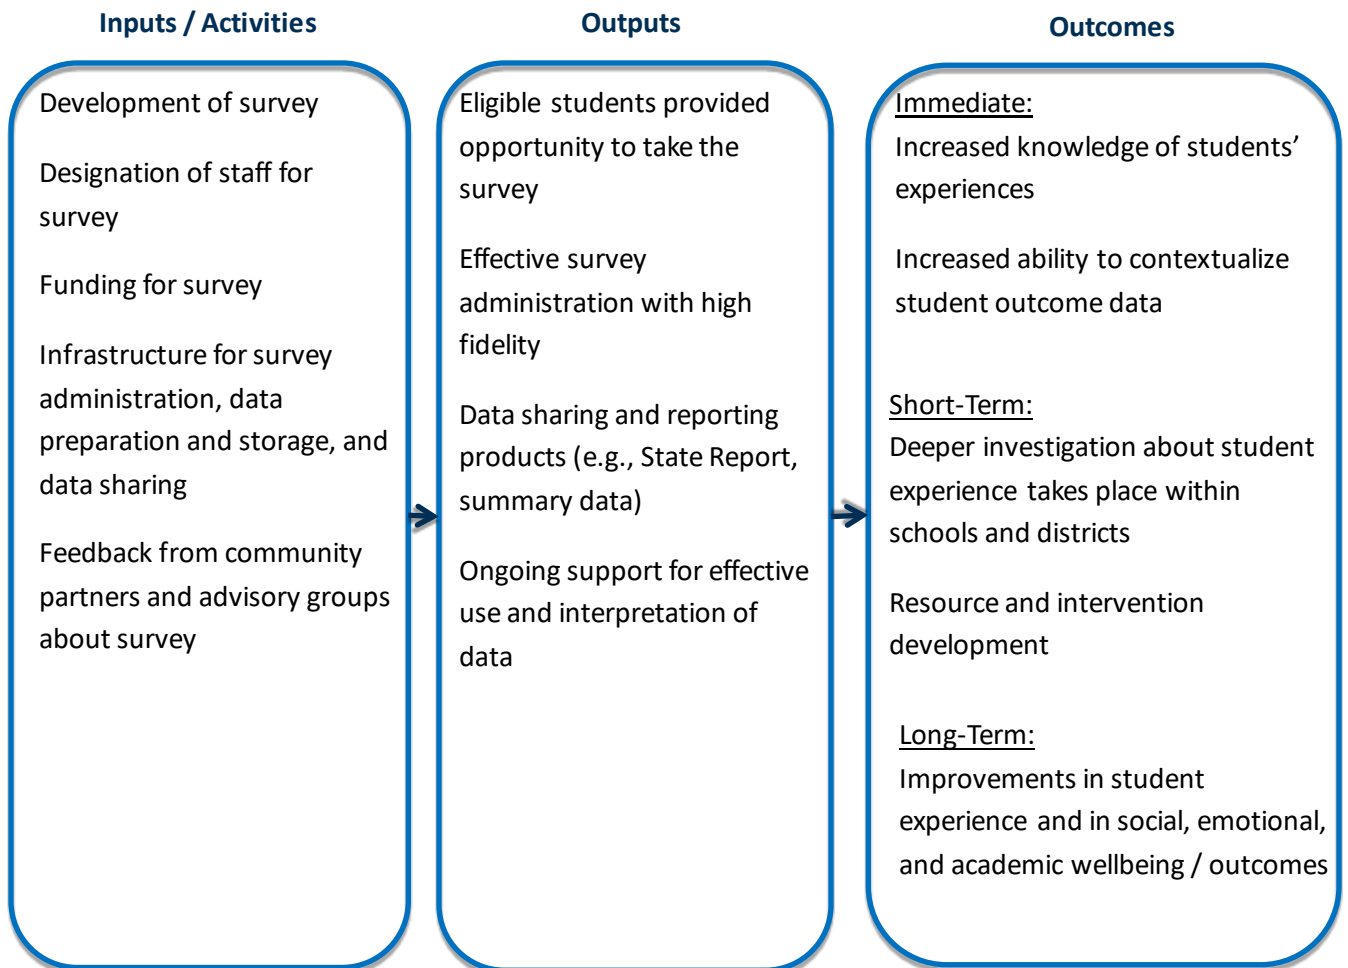 Inputs / Activities
Development of survey
Designation of staff for
survey
Funding for survey
Infrastructure for survey
administration, data
preparation and storage, and
data sharing
Feedback from community
partners and advisory groups
about survey
Outputs
Eligible students provided
opportunity to take the
survey
Effective survey
administration with high
fidelity
Data sharing and reporting
products (e.g., State Report,
summary data)
Ongoing support for effective
use and interpretation of
data
Outcomes
Immediate:
Increased knowledge of students’
experiences
Increased ability to contextualize
student outcome data
Short-Term:
Deeper investigation about student
experience takes place within
schools and districts
Resource and intervention
development
Long-Term:
Improvements in student
experience and in social, emotional,
and academic wellbeing / outcomes